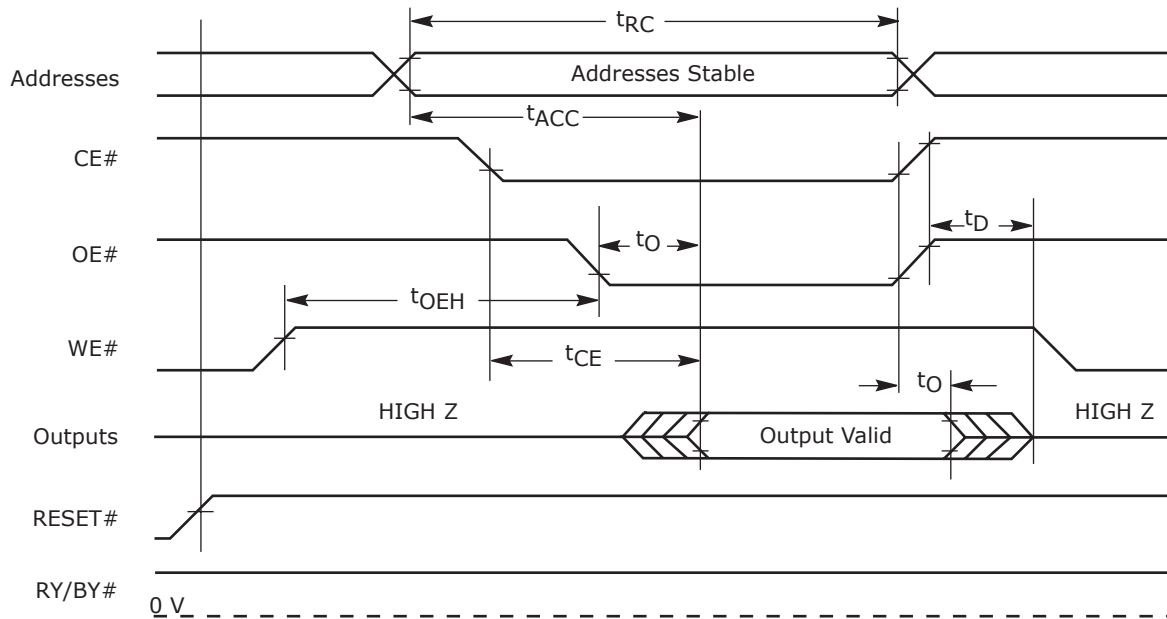 tRC
Addresses
Addresses Stable
tACC
CE#
tD
OE#
tO
tOEH
WE#
tCE
tO
HIGH Z
HIGH Z
Outputs
Output Valid
RESET#
RY/BY#
0 V